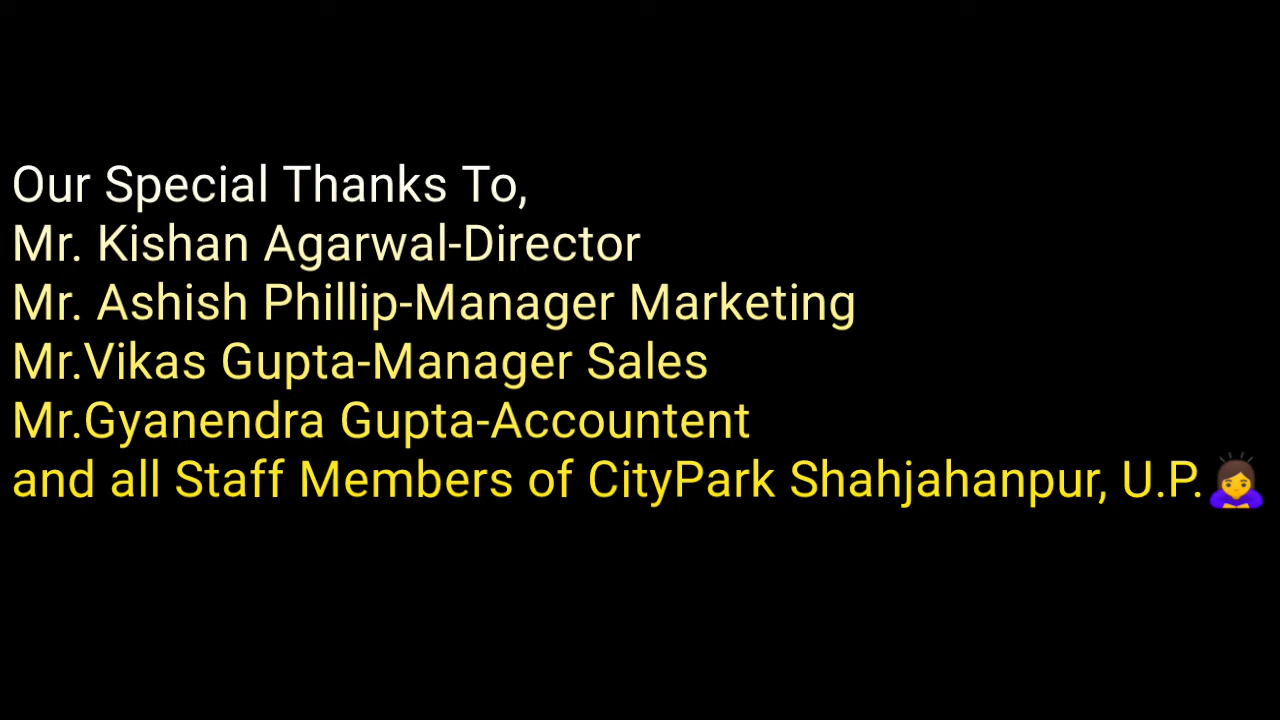 Our Special Thanks To,
Mr. Kishan Agarwal-Director
Mr. Ashish Phillip-Manager Marketing
Mr.Vikas Gupta-Manager Sales
Mr.Gyanendra Gupta-Accountent
and all Staff Members of CityPark Shahjahanpur, U.P.🙇‍♀️